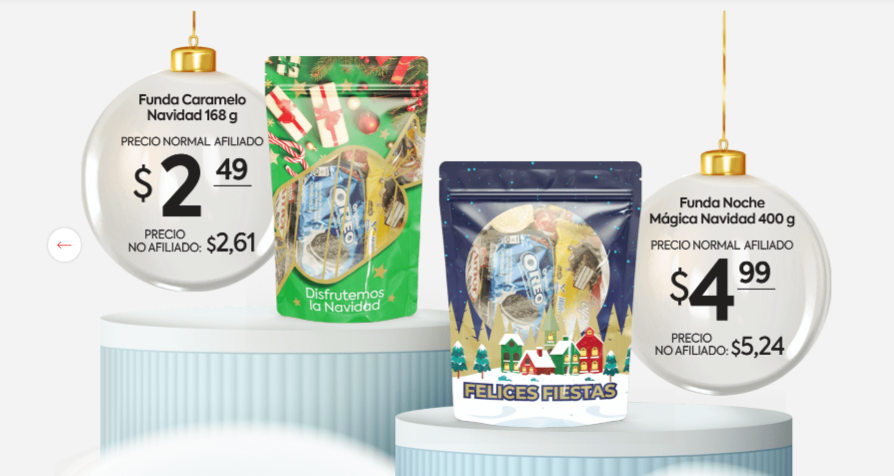 Funda Caramelo
Navidad 168 g
PRECIO NORMAL AFILIADO
$2 49
PRECIO
NO AFILIADO: $2,61
OREO
Disfrutemos
la Navidad
Funda Noche
Mágica Navidad 400 g
PRECIO NORMAL AFILIADO
$4 99
PRECIO
NO AFILIADO: $5,24
OREO
FELICES FIESTAS